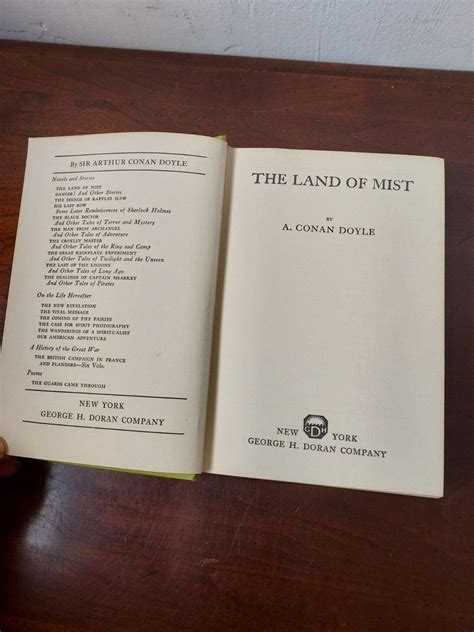 By SIR ARTHUR CONAN DOYLE
Novels and Stories
THE LAND OF MIST
DANGER! And Other Stories
THE DOINGS OF RAFFLES HAW
HIS LAST BOW
Some Later Reminiscences of Sherlock Holmes
THE BLACK DOCTOR
And Other Tales of Terror and Mystery
THE MAN FROM ARCHANGEL
And Other Tales of Adventure
THE CROXLEY MASTER
And Other Tales of the Ring and Camp
THE GREAT KEINPLATZ EXPERIMENT
And Other Tales of Twilight and the Unseen
THE LAST OF THE LEGIONS
And Other Tales of Long Ago
THE DEALINGS OF CAPTAIN SHARKEY
And Other Tales of Pirates
On the Life Hereafter
THE NEW REVELATION
THE VITAL MESSAGE
THE COMING OF THE FAIRIES
THE CASE FOR SPIRIT PHOTOGRAPHY
THE WANDERINGS OF A SPIRITUALIST
OUR AMERICAN ADVENTURE
A History of the Great War
THE BRITISH CAMPAIGN IN FRANCE
AND FLANDERS—Six Vols.
Poems
THE GUARDS CAME THROUGH
NEW YORK
GEORGE H. DORAN COMPANY
THE LAND OF MIST
BY
A. CONAN DOYLE
NEW YORK
GEORGE H. DORAN COMPANY